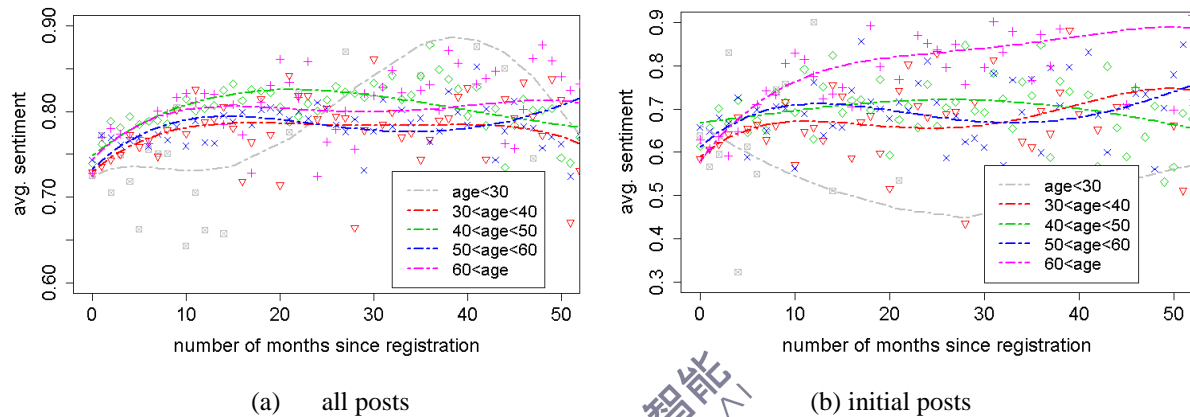 0.90
0.80
0.70
0.60
avg. sentiment
0 10 20 30 40 50
number of months since registration
age<30
30<age<40
40<age<50
50<age<60
60<age
(a) all posts
0.9
0.8
0.7
0.6
0.5
0.4
0.3
avg. sentiment
0 10 20 30 40 50
number of months since registration
age<30
30<age<40
40<age<50
50<age<60
60<age
(b) initial posts
智能